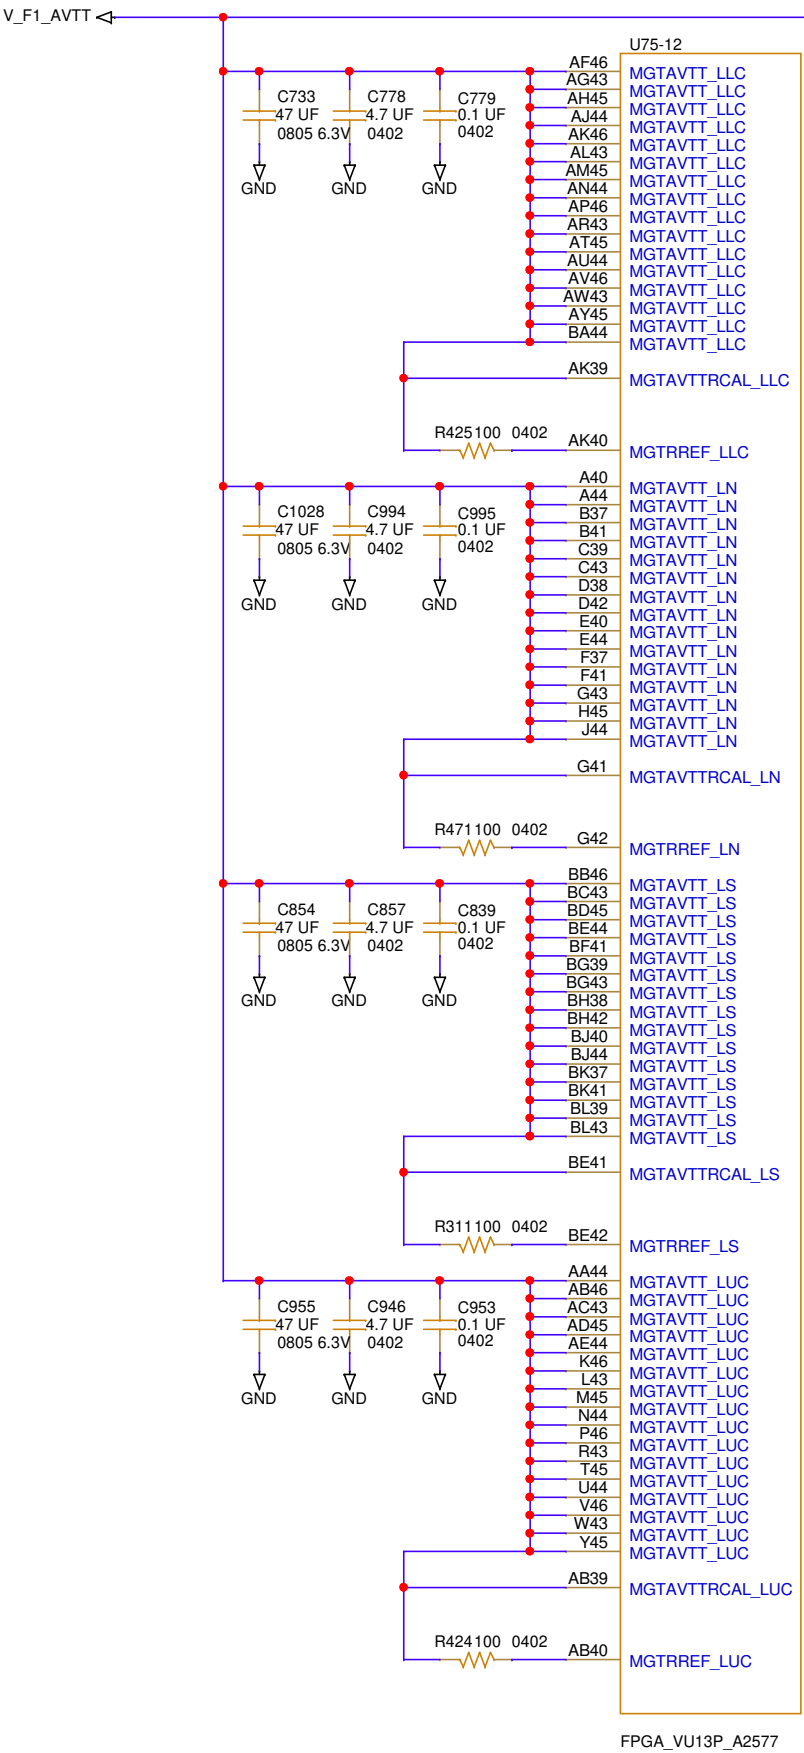 V_F1_AVTT
U75-12
AF46 MGTAVTT_LLC
AG43 MGTAVTT_LLC
AH45 MGTAVTT_LLC
AJ44 MGTAVTT_LLC
AK46 MGTAVTT_LLC
AL43 MGTAVTT_LLC
AM45 MGTAVTT_LLC
AN44 MGTAVTT_LLC
AP46 MGTAVTT_LLC
AR43 MGTAVTT_LLC
AT45 MGTAVTT_LLC
AU44 MGTAVTT_LLC
AV46 MGTAVTT_LLC
AW43 MGTAVTT_LLC
AY45 MGTAVTT_LLC
BA44 MGTAVTT_LLC
C733 C778 C779
47 UF 4.7 UF 0.1 UF
0805 6.3V 0402 0402
GND GND GND
AK39 MGTAVTTRCAL_LLC
R425 100 0402 AK40 MGTRREF_LLC
A40 MGTAVTT_LN
A44 MGTAVTT_LN
B37 MGTAVTT_LN
B41 MGTAVTT_LN
C39 MGTAVTT_LN
C43 MGTAVTT_LN
D38 MGTAVTT_LN
D42 MGTAVTT_LN
E40 MGTAVTT_LN
E44 MGTAVTT_LN
F37 MGTAVTT_LN
F41 MGTAVTT_LN
G43 MGTAVTT_LN
H45 MGTAVTT_LN
J44 MGTAVTT_LN
C1028 C994 C995
47 UF 4.7 UF 0.1 UF
0805 6.3V 0402 0402
GND GND GND
G41 MGTAVTTRCAL_LN
R471 100 0402 G42 MGTRREF_LN
BB46 MGTAVTT_LS
BC43 MGTAVTT_LS
BD45 MGTAVTT_LS
BE44 MGTAVTT_LS
BF41 MGTAVTT_LS
BG39 MGTAVTT_LS
BG43 MGTAVTT_LS
BH38 MGTAVTT_LS
BH42 MGTAVTT_LS
BJ40 MGTAVTT_LS
BJ44 MGTAVTT_LS
BK37 MGTAVTT_LS
BK41 MGTAVTT_LS
BL39 MGTAVTT_LS
BL43 MGTAVTT_LS
C854 C857 C839
47 UF 4.7 UF 0.1 UF
0805 6.3V 0402 0402
GND GND GND
BE41 MGTAVTTRCAL_LS
R311 100 0402 BE42 MGTRREF_LS
AA44 MGTAVTT_LUC
AB46 MGTAVTT_LUC
AC43 MGTAVTT_LUC
AD45 MGTAVTT_LUC
AE44 MGTAVTT_LUC
K46 MGTAVTT_LUC
L43 MGTAVTT_LUC
M45 MGTAVTT_LUC
N44 MGTAVTT_LUC
P46 MGTAVTT_LUC
R43 MGTAVTT_LUC
T45 MGTAVTT_LUC
U44 MGTAVTT_LUC
V46 MGTAVTT_LUC
W43 MGTAVTT_LUC
Y45 MGTAVTT_LUC
C955 C946 C953
47 UF 4.7 UF 0.1 UF
0805 6.3V 0402 0402
GND GND GND
AB39 MGTAVTTRCAL_LUC
R424 100 0402 AB40 MGTRREF_LUC
FPGA_VU13P_A2577